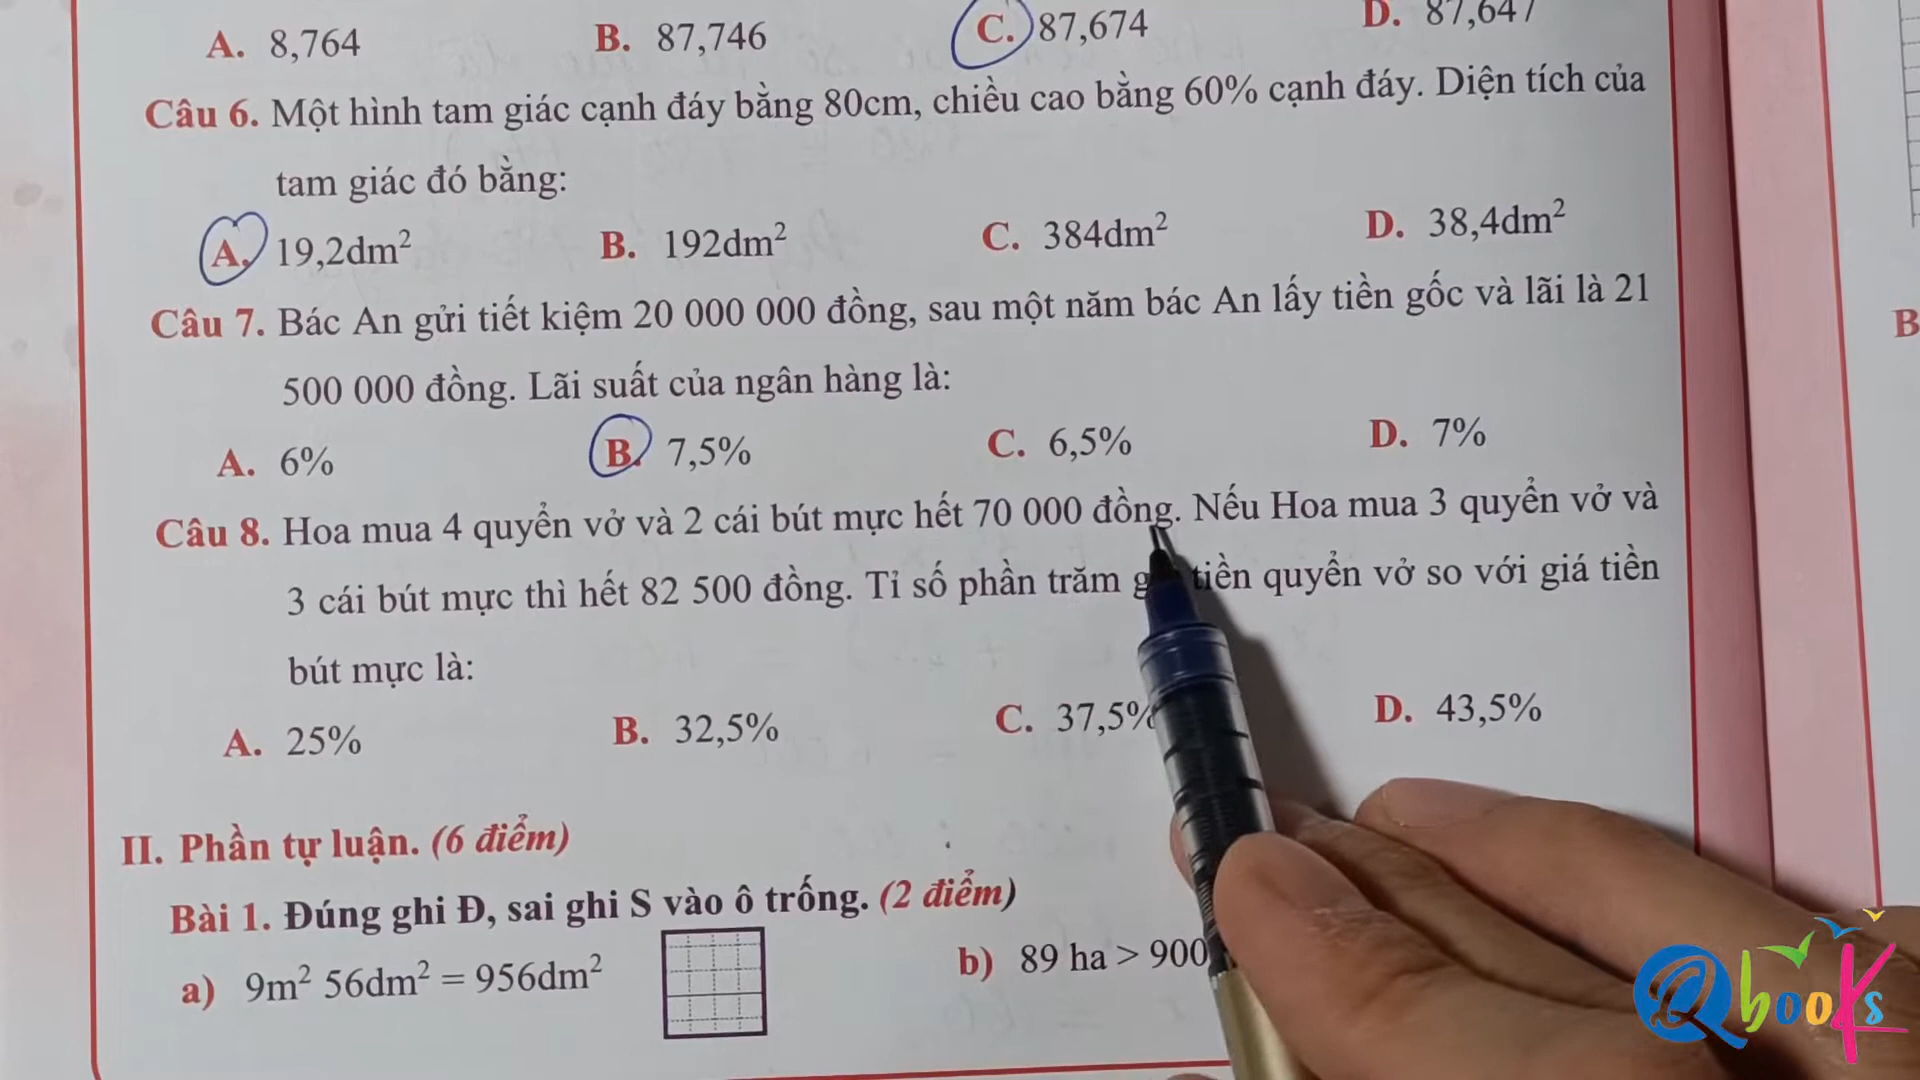 A. 8,764 B. 87,746 C. 87,674 D. 87,647
Câu 6. Một hình tam giác cạnh đáy bằng 80cm, chiều cao bằng 60% cạnh đáy. Diện tích của
tam giác đó bằng:
A. 19,2dm² B. 192dm² C. 384dm² D. 38,4dm²
Câu 7. Bác An gửi tiết kiệm 20 000 000 đồng, sau một năm bác An lấy tiền gốc và lãi là 21
500 000 đồng. Lãi suất của ngân hàng là:
A. 6% B. 7,5% C. 6,5% D. 7%
Câu 8. Hoa mua 4 quyển vở và 2 cái bút mực hết 70 000 đồng. Nếu Hoa mua 3 quyển vở và
3 cái bút mực thì hết 82 500 đồng. Tỉ số phần trăm tiền quyển vở so với giá tiền
bút mực là:
A. 25% B. 32,5% C. 37,5% D. 43,5%
II. Phần tự luận. (6 điểm)
Bài 1. Đúng ghi Đ, sai ghi S vào ô trống. (2 điểm)
a) 9m² 56dm² = 956dm² b) 89 ha > 900
B
Qbooks